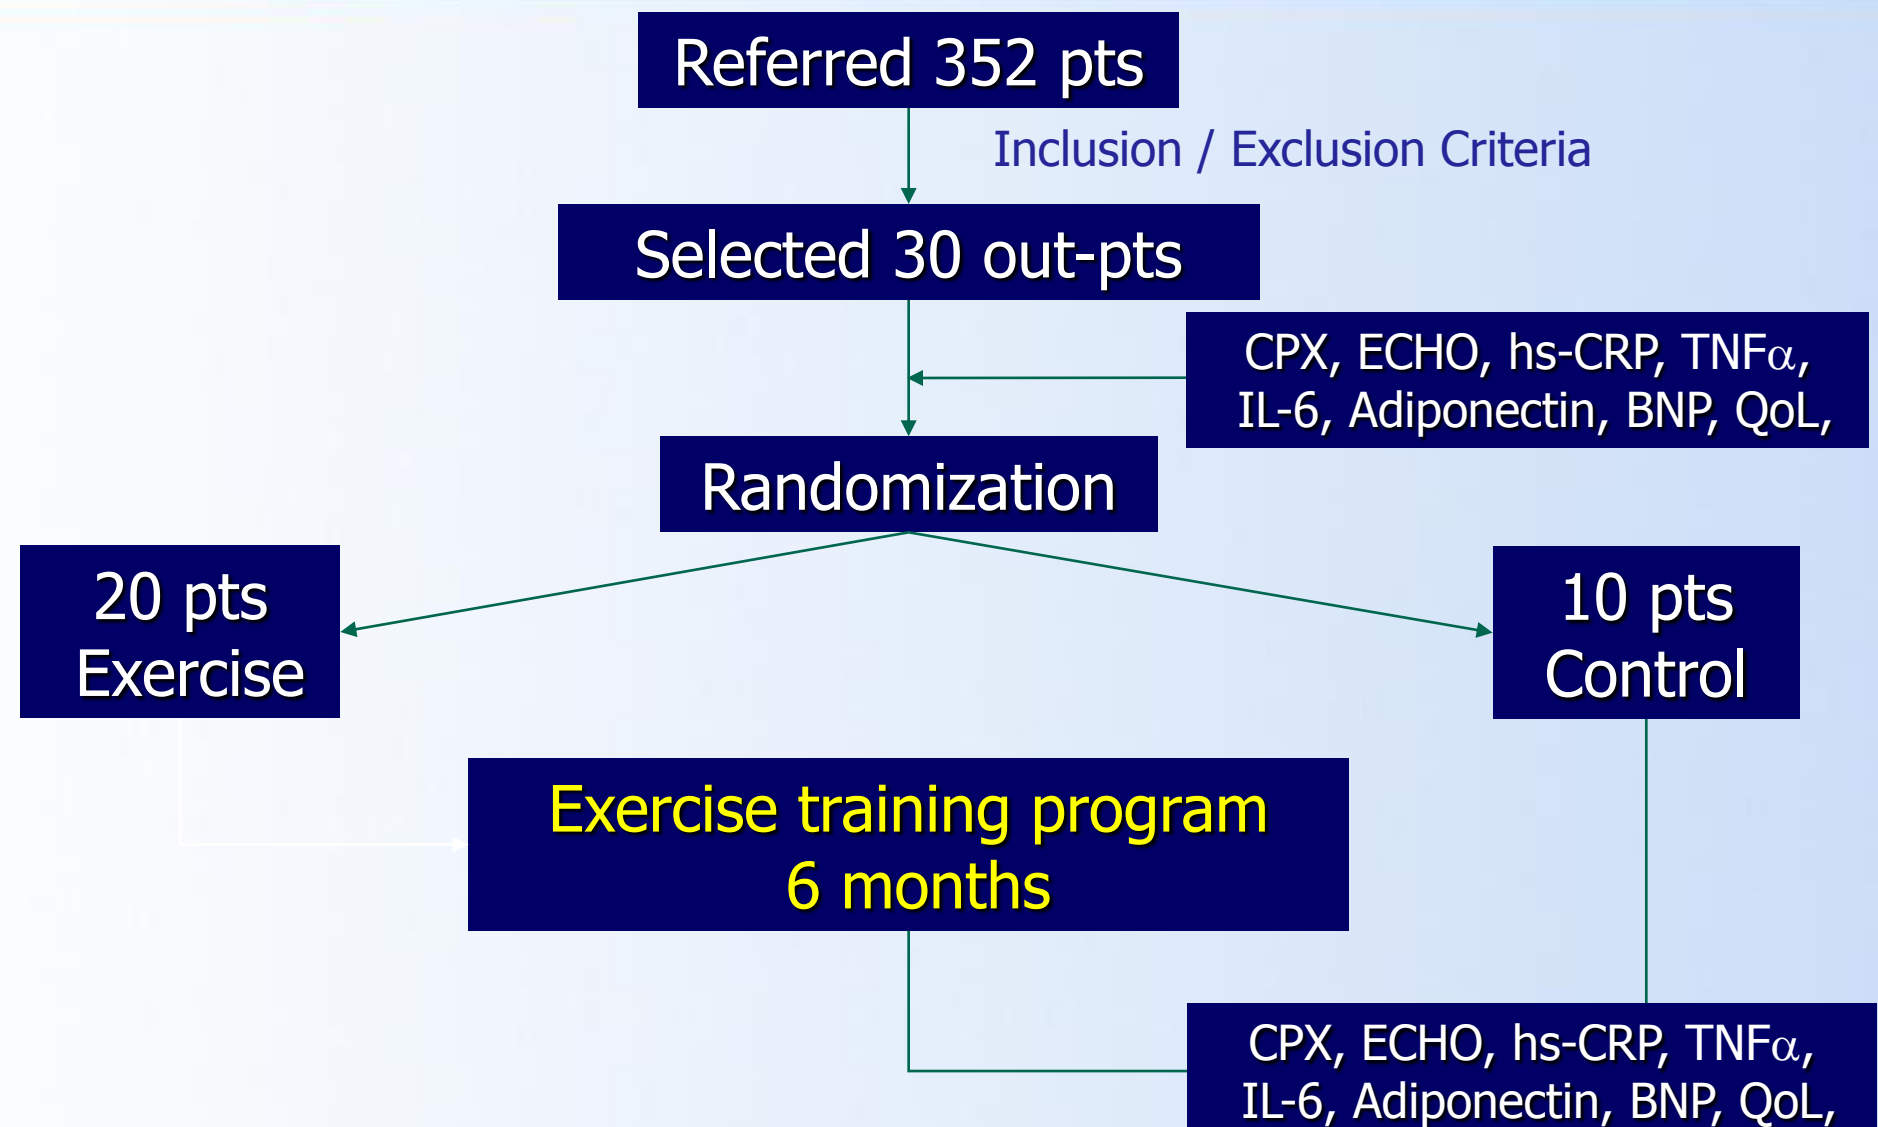 Referred 352 pts
Inclusion / Exclusion Criteria
Selected 30 out-pts
CPX, ECHO, hs-CRP, TNFα,
IL-6, Adiponectin, BNP, QoL,
Randomization
20 pts
Exercise
10 pts
Control
Exercise training program
6 months
CPX, ECHO, hs-CRP, TNFα,
IL-6, Adiponectin, BNP, QoL,